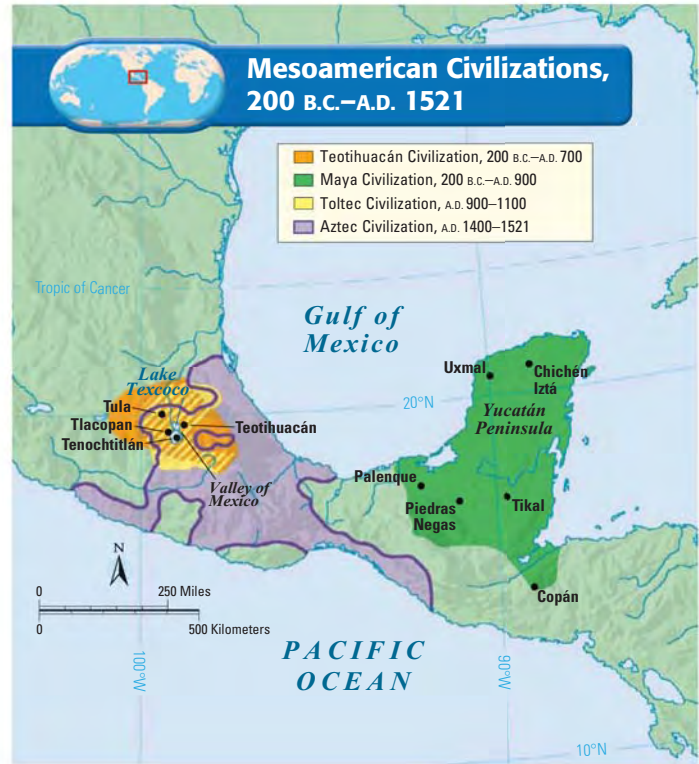 Mesoamerican Civilizations,
200 B.C.–A.D. 1521
Teotihuacán Civilization, 200 B.C.–A.D. 700
Maya Civilization, 200 B.C.–A.D. 900
Toltec Civilization, A.D. 900–1100
Aztec Civilization, A.D. 1400–1521
Tropic of Cancer
Gulf of
Mexico
Lake
Texcoco
Tula
Tlacopan
Tenochtitlán
Teotihuacán
Valley of
Mexico
Uxmal
Chichén
Iztá
20°N
Yucatán
Peninsula
Palenque
Piedras
Negas
Tikal
Copán
N
0
250 Miles
0
500 Kilometers
PACIFIC
OCEAN
100°W
90°W
10°N